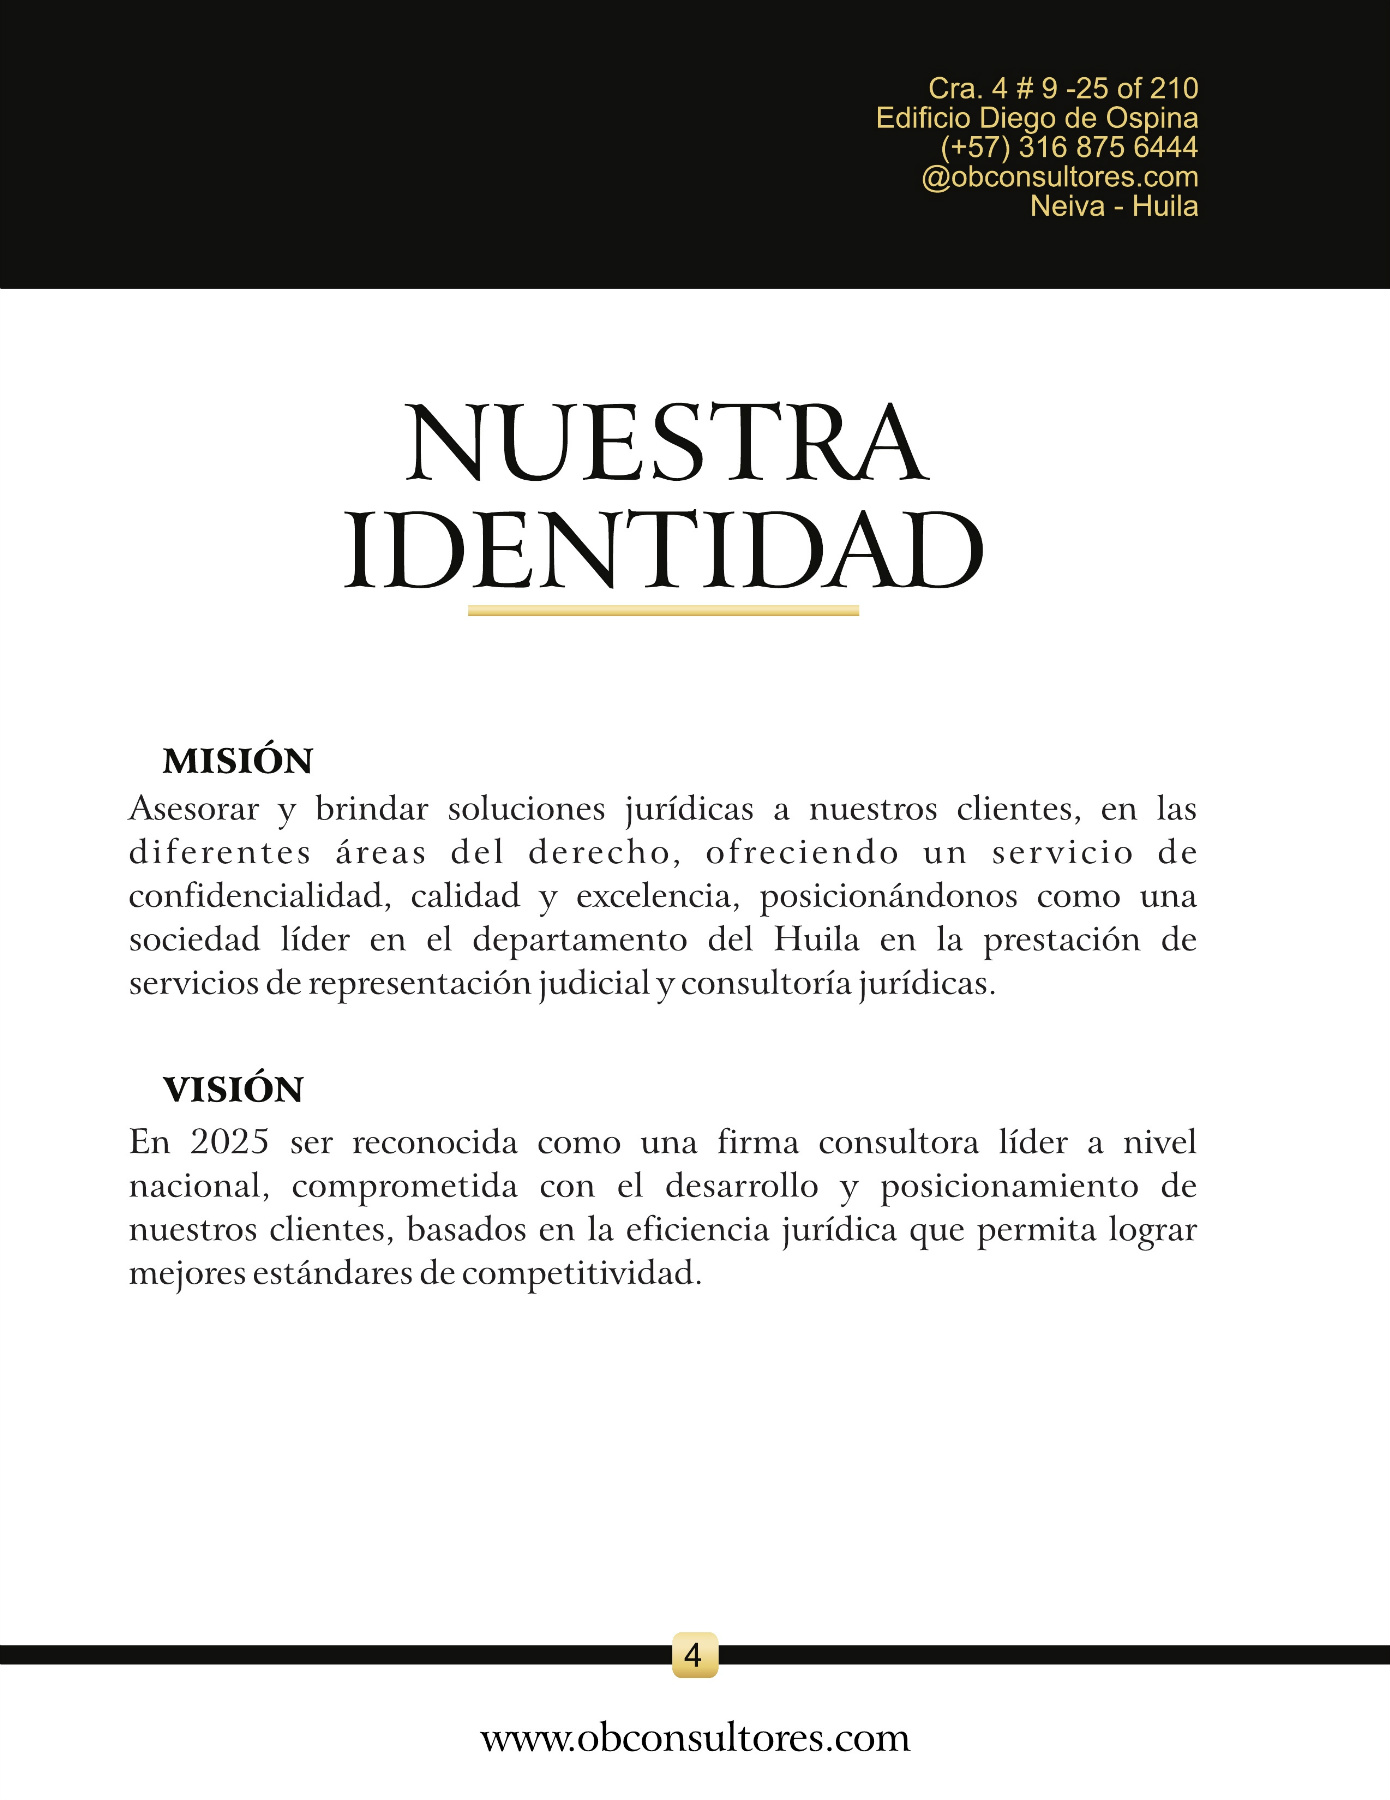 Cra. 4 # 9 -25 of 210
Edificio Diego de Ospina
(+57) 316 875 6444
@obconsultores.com
Neiva - Huila
NUESTRA
IDENTIDAD
MISIÓN
Asesorar y brindar soluciones jurídicas a nuestros clientes, en las
diferentes áreas del derecho, ofreciendo un servicio de
confidencialidad, calidad y excelencia, posicionándonos como una
sociedad líder en el departamento del Huila en la prestación de
servicios de representación judicial y consultoría jurídicas.
VISIÓN
En 2025 ser reconocida como una firma consultora líder a nivel
nacional, comprometida con el desarrollo y posicionamiento de
nuestros clientes, basados en la eficiencia jurídica que permita lograr
mejores estándares de competitividad.
4
www.obconsultores.com